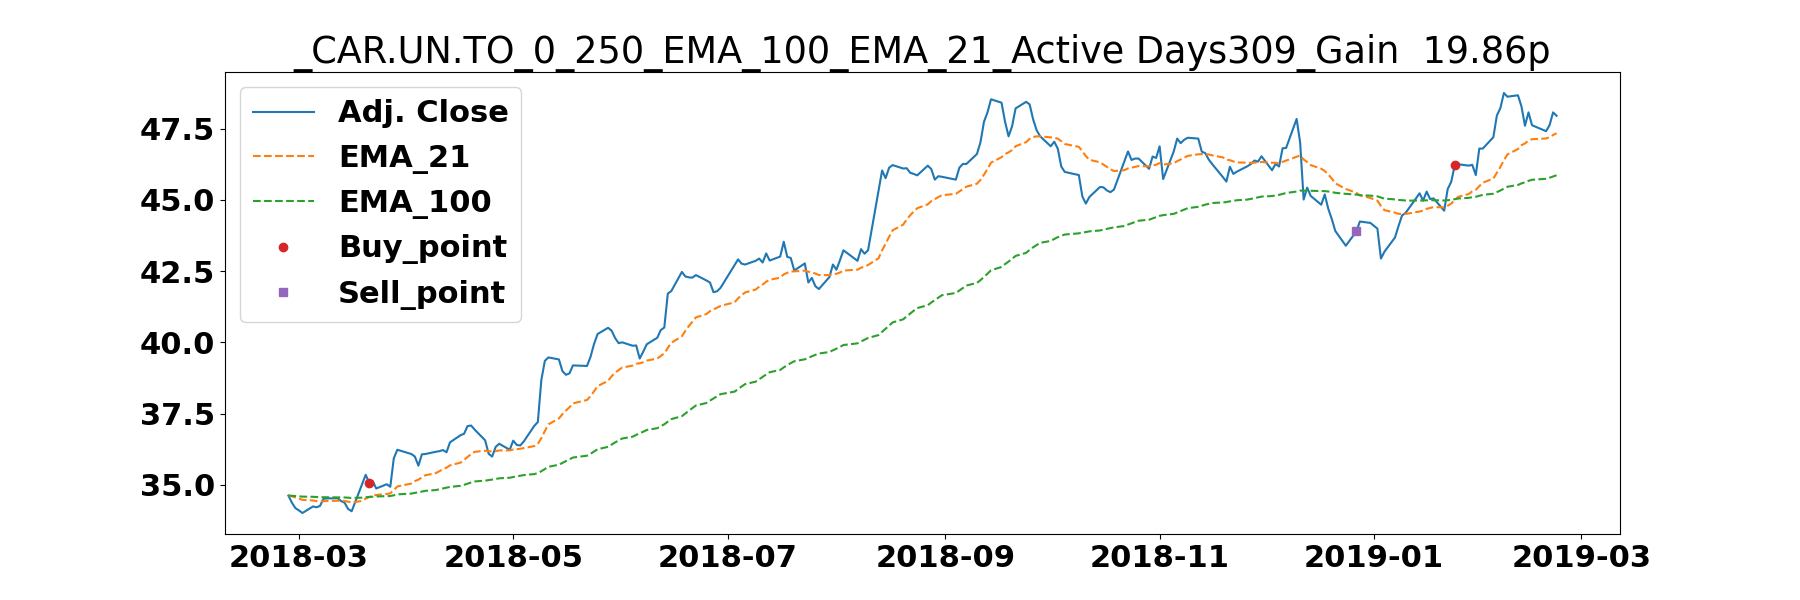 _CAR.UN.TO_0_250_EMA_100_EMA_21_Active Days309_Gain  19.86p
Adj. Close
EMA_21
EMA_100
Buy_point
Sell_point
47.5
45.0
42.5
40.0
37.5
35.0
2018-03 2018-05 2018-07 2018-09 2018-11 2019-01 2019-03